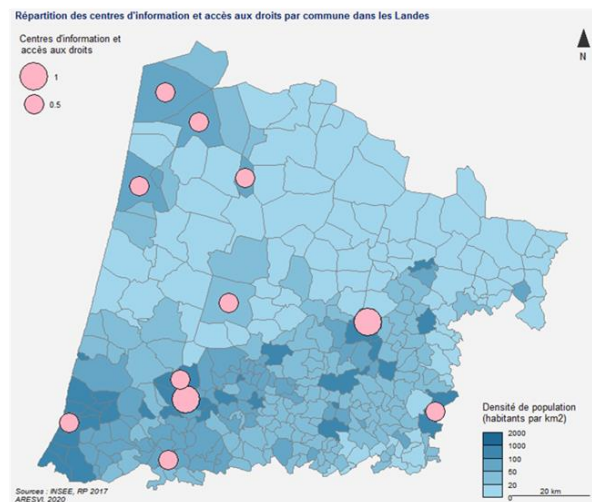 Répartition des centres d'information et accès aux droits par commune dans les Landes
Centres d'information et
accès aux droits
1
0.5
N
Densité de population
(habitants par km2)
2000
1000
100
50
20
0
20 km
Sources : INSEE, RP 2017
ARESVI, 2020